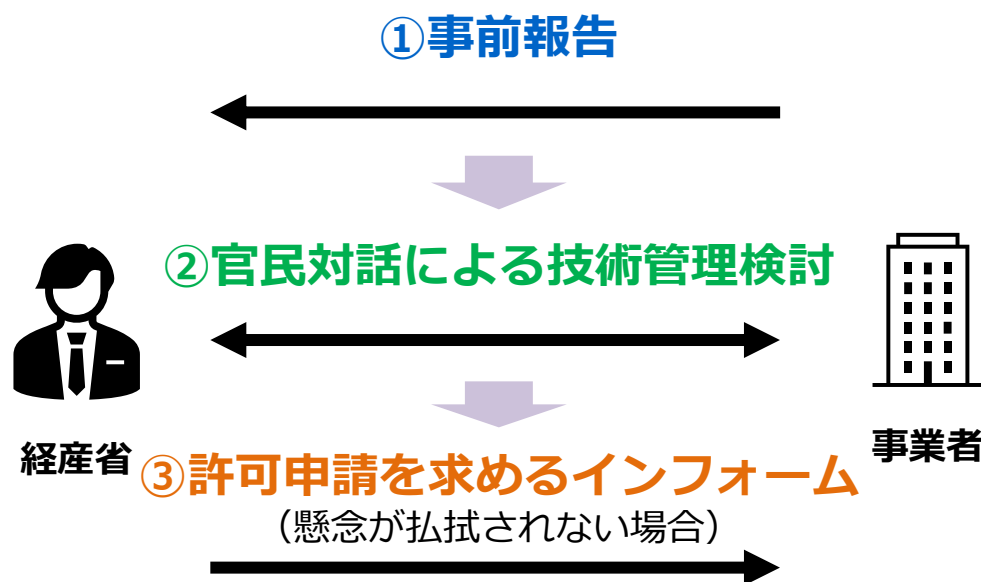 ①事前報告
②官民対話による技術管理検討
経産省
事業者
③許可申請を求めるインフォーム
（懸念が払拭されない場合）